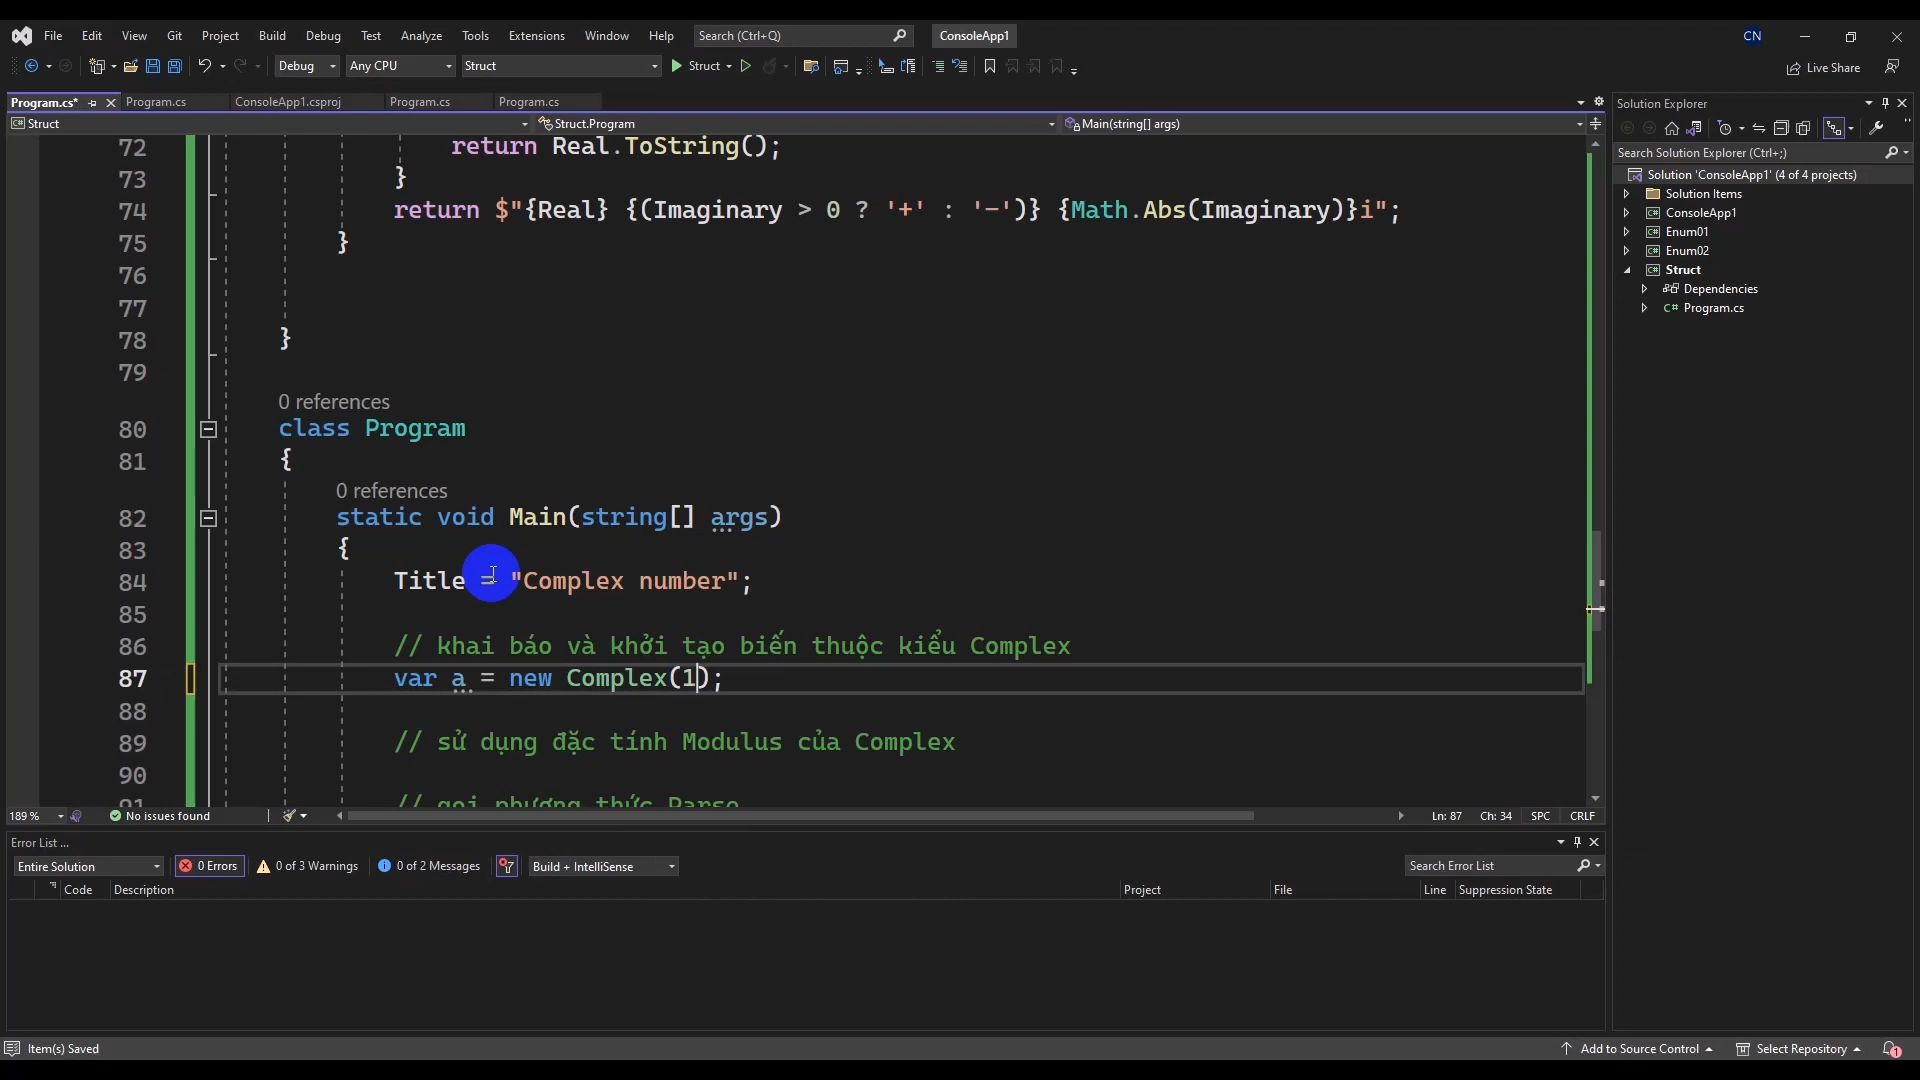 File Edit View Git Project Build Debug Test Analyze Tools Extensions Window Help Search (Ctrl+Q) ConsoleApp1 CN
Debug Any CPU Struct Struct Live Share
Program.cs* Program.cs ConsoleApp1.csproj Program.cs Program.cs
Struct Struct.Program Main(string[] args)
72 return Real.ToString();
73 }
74 return $"{Real} {(Imaginary > 0 ? '+' : '-')} {Math.Abs(Imaginary)}i";
75 }
76
77
78 }
79
0 references
80 class Program
81 {
0 references
82 static void Main(string[] args)
83 {
84 Title = "Complex number";
85
86 // khai báo và khởi tạo biến thuộc kiểu Complex
87 var a = new Complex(1);
88
89 // sử dụng đặc tính Modulus của Complex
90
91 // gọi phương thức Parse
189 % No issues found Ln: 87 Ch: 34 SPC CRLF
Error List ...
Entire Solution 0 Errors 0 of 3 Warnings 0 of 2 Messages Build + IntelliSense Search Error List
Code Description Project File Line Suppression State
Item(s) Saved Add to Source Control Select Repository 1
Solution Explorer
Search Solution Explorer (Ctrl+;)
Solution 'ConsoleApp1' (4 of 4 projects)
Solution Items
C# ConsoleApp1
C# Enum01
C# Enum02
C# Struct
Dependencies
C# Program.cs